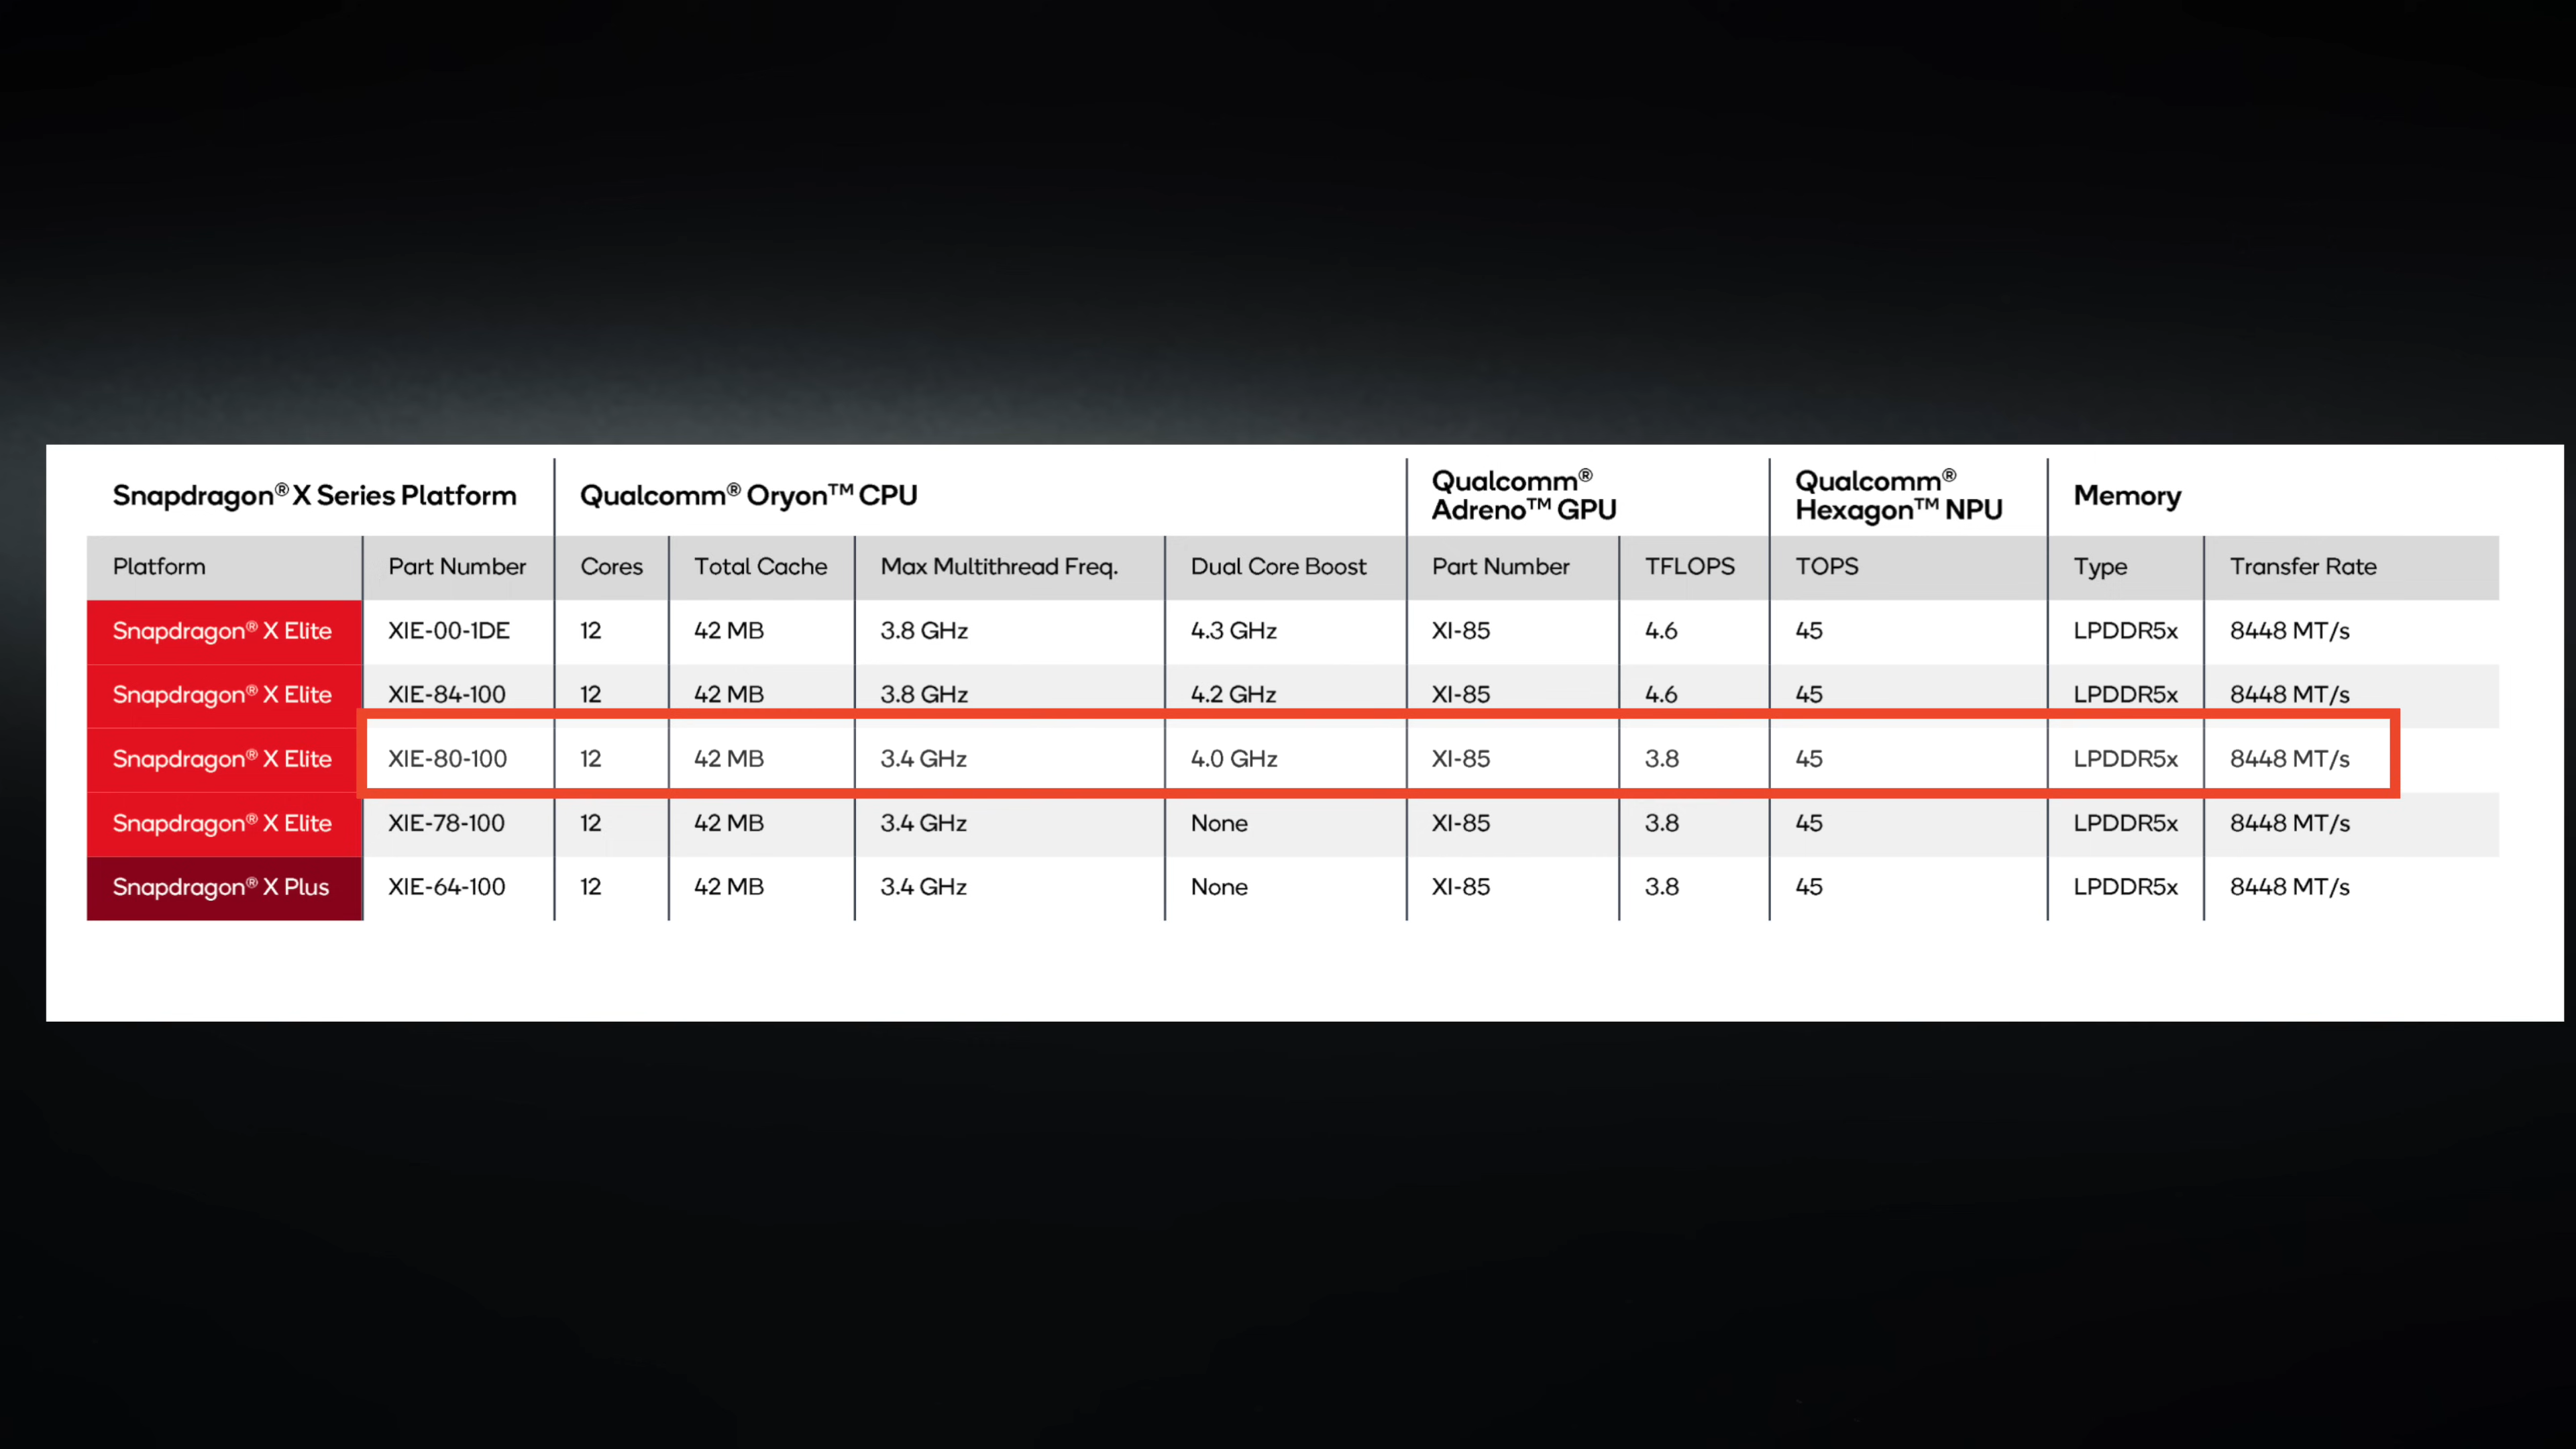 Snapdragon® X Series Platform Qualcomm® Oryon™ CPU Qualcomm® Adreno™ GPU Qualcomm® Hexagon™ NPU Memory
Platform Part Number Cores Total Cache Max Multithread Freq. Dual Core Boost Part Number TFLOPS TOPS Type Transfer Rate
Snapdragon® X Elite XIE-00-1DE 12 42 MB 3.8 GHz 4.3 GHz XI-85 4.6 45 LPDDR5x 8448 MT/s
Snapdragon® X Elite XIE-84-100 12 42 MB 3.8 GHz 4.2 GHz XI-85 4.6 45 LPDDR5x 8448 MT/s
Snapdragon® X Elite XIE-80-100 12 42 MB 3.4 GHz 4.0 GHz XI-85 3.8 45 LPDDR5x 8448 MT/s
Snapdragon® X Elite XIE-78-100 12 42 MB 3.4 GHz None XI-85 3.8 45 LPDDR5x 8448 MT/s
Snapdragon® X Plus XIE-64-100 12 42 MB 3.4 GHz None XI-85 3.8 45 LPDDR5x 8448 MT/s